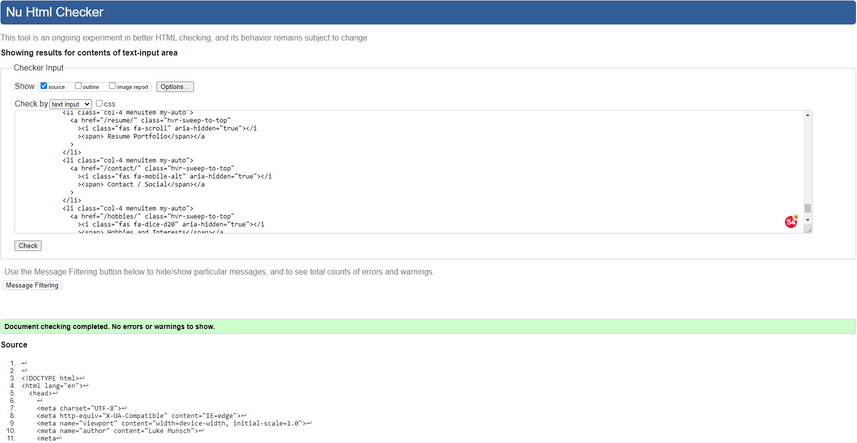 Nu Html Checker
This tool is an ongoing experiment in better HTML checking, and its behavior remains subject to change
Showing results for contents of text-input area
Checker Input
Show source outline image report Options...
Check by text input css
<li class="col-4 menuitem my-auto">
<a href="/resume/" class="hvr-sweep-to-top"
><i class="fas fa-scroll" aria-hidden="true"></i
><span> Resume Portfolio</span></a
>
</li>
<li class="col-4 menuitem my-auto">
<a href="/contact/" class="hvr-sweep-to-top"
><i class="fas fa-mobile-alt" aria-hidden="true"></i
><span> Contact / Social</span></a
>
</li>
<li class="col-4 menuitem my-auto">
<a href="/hobbies/" class="hvr-sweep-to-top"
><i class="fas fa-dice-d20" aria-hidden="true"></i
><span> Hobbies and Interests</span></a
54
Check
Use the Message Filtering button below to hide/show particular messages, and to see total counts of errors and warnings.
Message Filtering
Document checking completed. No errors or warnings to show.
Source
1. ↩
2. ↩
3. <!DOCTYPE html>↩
4. <html lang="en">↩
5. <head>↩
6. ↩
7. <meta charset="UTF-8">↩
8. <meta http-equiv="X-UA-Compatible" content="IE=edge">↩
9. <meta name="viewport" content="width=device-width, initial-scale=1.0">↩
10. <meta name="author" content="Luke Munsch">↩
11. <meta↩